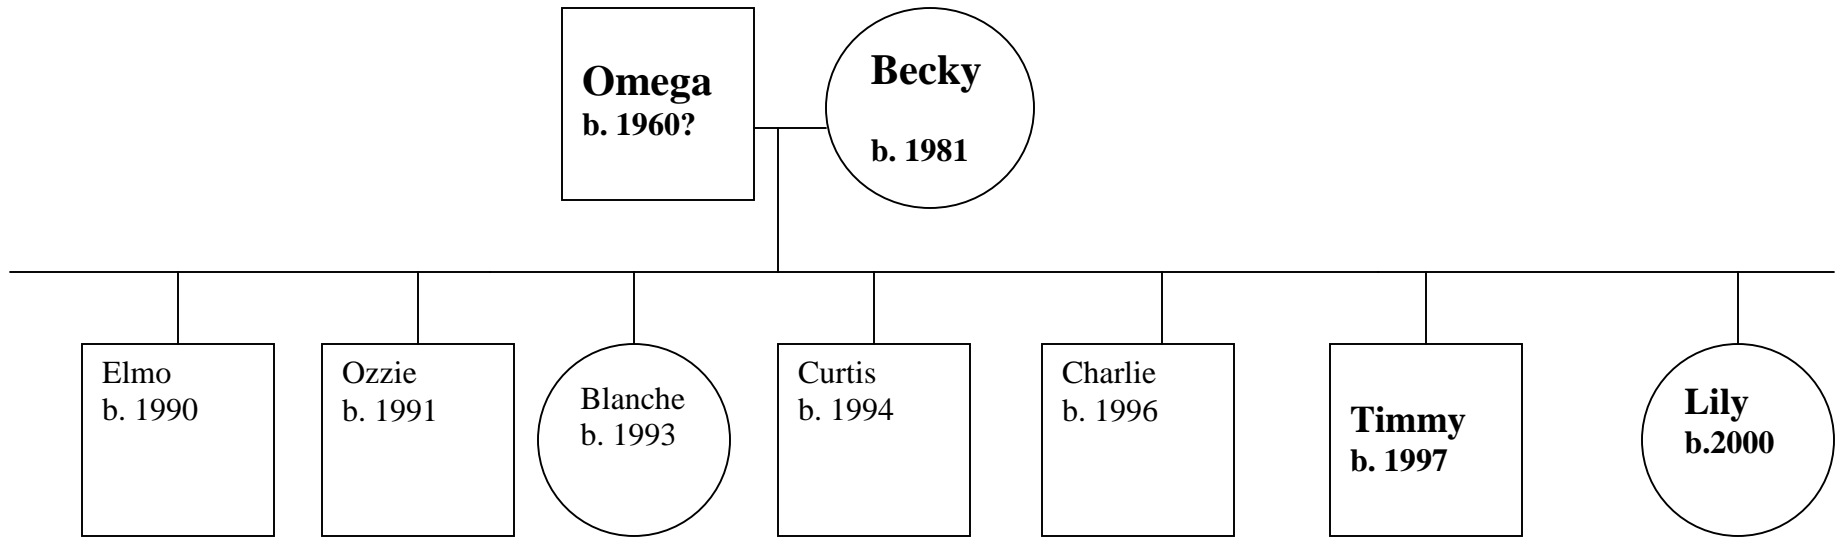 Omega
b. 1960?
Becky
b. 1981
Elmo
b. 1990
Ozzie
b. 1991
Blanche
b. 1993
Curtis
b. 1994
Charlie
b. 1996
Timmy
b. 1997
Lily
b.2000